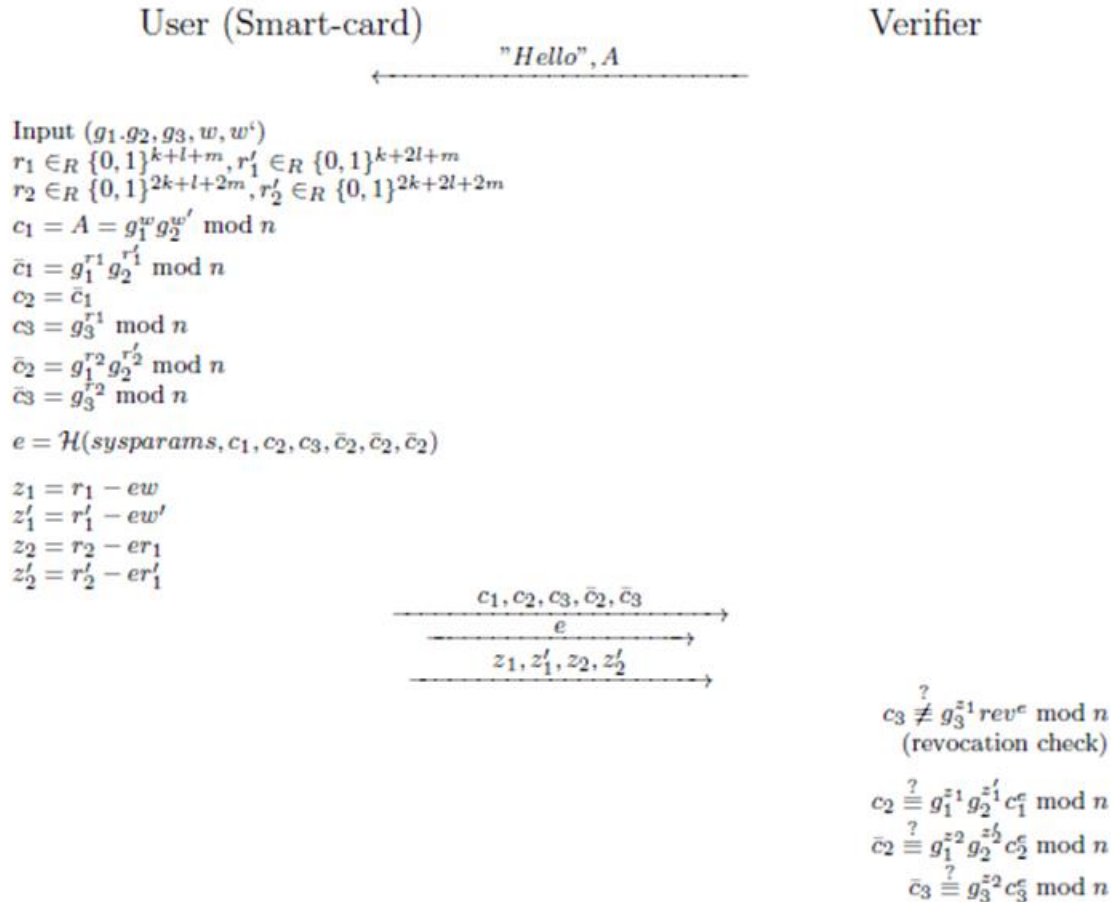 User (Smart-card) Verifier
"Hello", A
Input (g₁.g₂, g₃, w, w‘)
r₁ ∈_R {0, 1}^{k+l+m}, r′₁ ∈_R {0, 1}^{k+2l+m}
r₂ ∈_R {0, 1}^{2k+l+2m}, r′₂ ∈_R {0, 1}^{2k+2l+2m}
c₁ = A = g₁^w g₂^{w′} mod n
c̄₁ = g₁^{r1} g₂^{r′₁} mod n
c₂ = c̄₁
c₃ = g₃^{r1} mod n
c̄₂ = g₁^{r2} g₂^{r′₂} mod n
c̄₃ = g₃^{r2} mod n
e = ℋ(sysparams, c₁, c₂, c₃, c̄₂, c̄₂, c̄₂)
z₁ = r₁ − ew
z′₁ = r′₁ − ew′
z₂ = r₂ − er₁
z′₂ = r′₂ − er′₁
c₁, c₂, c₃, c̄₂, c̄₃
e
z₁, z′₁, z₂, z′₂
c₃ ≢? g₃^{z1} rev^e mod n
(revocation check)
c₂ ≡? g₁^{z1} g₂^{z′₁} c₁^e mod n
c̄₂ ≡? g₁^{z2} g₂^{z′₂} c₂^e mod n
c̄₃ ≡? g₃^{z2} c₃^e mod n